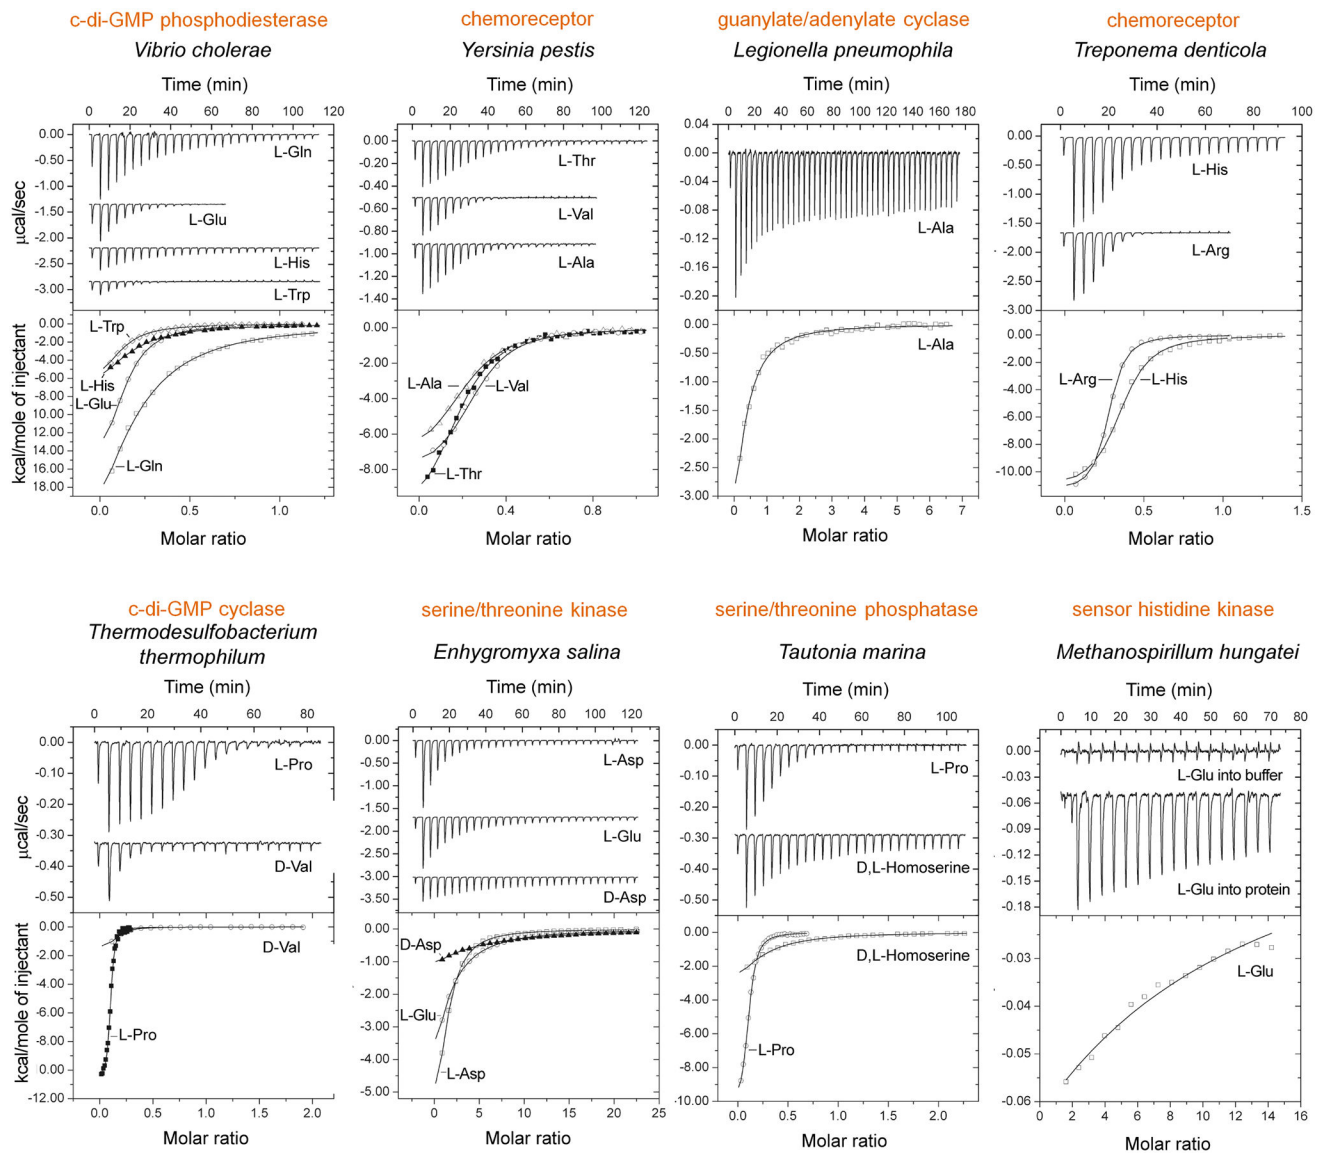 c-di-GMP phosphodiesterase
Vibrio cholerae
Time (min)
0 20 40 60 80 100 120
0.00
-0.50
-1.00
-1.50
-2.00
-2.50
-3.00
µcal/sec
L-Gln
L-Glu
L-His
L-Trp
0.00
-2.00
-4.00
-6.00
8.00
10.00
12.00
14.00
16.00
18.00
kcal/mole of injectant
L-Trp
L-His
L-Glu
L-Gln
0.0 0.5 1.0
Molar ratio
chemoreceptor
Yersinia pestis
Time (min)
0 20 40 60 80 100 120
0.00
-0.20
-0.40
-0.60
-0.80
-1.00
-1.20
-1.40
L-Thr
L-Val
L-Ala
0.00
-2.00
-4.00
-6.00
-8.00
L-Ala
L-Val
L-Thr
0.0 0.4 0.8
Molar ratio
guanylate/adenylate cyclase
Legionella pneumophila
Time (min)
0 20 40 60 80 100 120 140 160 180
0.04
0.00
-0.04
-0.08
-0.12
-0.16
-0.20
L-Ala
0.00
-0.50
-1.00
-1.50
-2.00
-2.50
-3.00
L-Ala
0 1 2 3 4 5 6 7
Molar ratio
chemoreceptor
Treponema denticola
Time (min)
0 20 40 60 80 100
0.00
-0.50
-1.00
-1.50
-2.00
-2.50
-3.00
L-His
L-Arg
0.00
-2.00
-4.00
-6.00
-8.00
-10.00
L-Arg
L-His
0.0 0.5 1.0 1.5
Molar ratio
c-di-GMP cyclase
Thermodesulfobacterium
thermophilum
Time (min)
0 20 40 60 80
0.00
-0.10
-0.20
-0.30
-0.40
-0.50
µcal/sec
L-Pro
D-Val
0.00
-2.00
-4.00
-6.00
-8.00
0.00
-12.00
kcal/mole of injectant
D-Val
L-Pro
0.0 0.5 1.0 1.5 2.0
Molar ratio
serine/threonine kinase
Enhygromyxa salina
Time (min)
0 20 40 60 80 100 120
0.00
-0.50
-1.00
-1.50
-2.00
-2.50
-3.00
-3.50
L-Asp
L-Glu
D-Asp
0.00
-1.00
-2.00
-3.00
-4.00
-5.00
D-Asp
L-Glu
L-Asp
0 5 10 15 20 25
Molar ratio
serine/threonine phosphatase
Tautonia marina
Time (min)
0 20 40 60 80 100
0.00
-0.10
-0.20
-0.30
-0.40
-0.50
L-Pro
D,L-Homoserine
0.00
-2.00
-4.00
-6.00
-8.00
10.00
D,L-Homoserine
L-Pro
0.0 0.5 1.0 1.5 2.0
Molar ratio
sensor histidine kinase
Methanospirillum hungatei
Time (min)
0 10 20 30 40 50 60 70 80
0.00
-0.03
-0.06
-0.09
-0.12
-0.15
-0.18
L-Glu into buffer
L-Glu into protein
-0.03
-0.04
-0.05
-0.06
L-Glu
0 2 4 6 8 10 12 14 16
Molar ratio